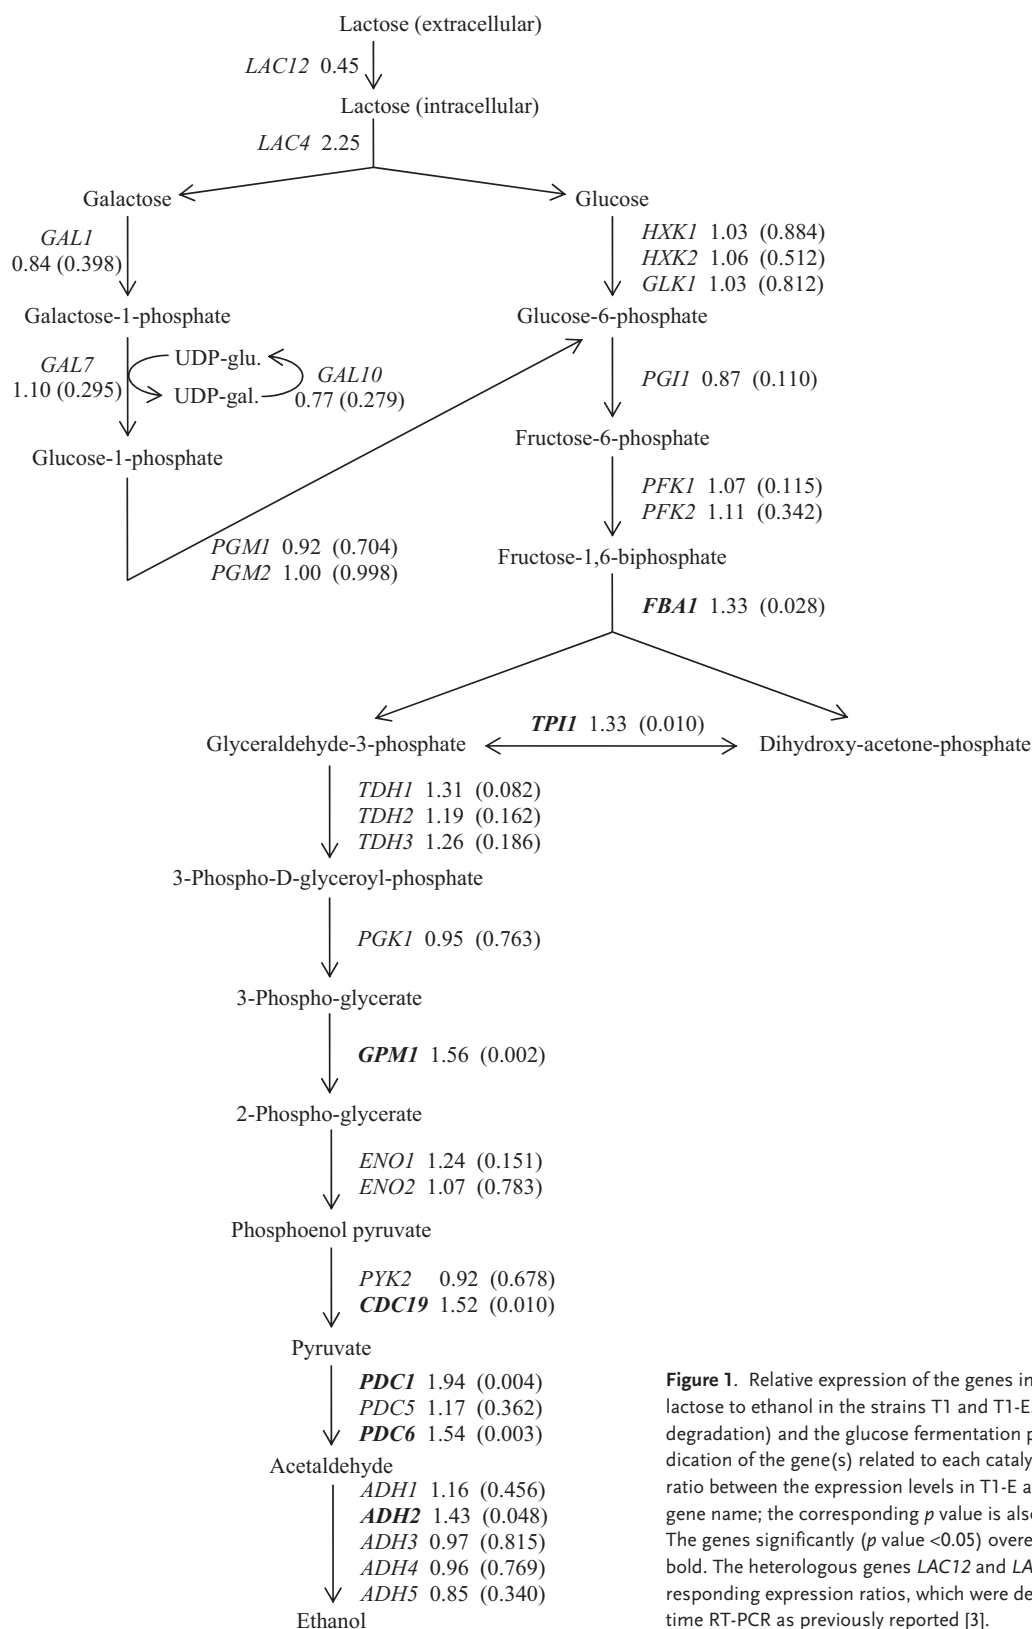 Lactose (extracellular)
LAC12 0.45
Lactose (intracellular)
LAC4 2.25
Galactose
Glucose
GAL1
0.84 (0.398)
HXK1 1.03 (0.884)
HXK2 1.06 (0.512)
GLK1 1.03 (0.812)
Galactose-1-phosphate
Glucose-6-phosphate
GAL7
1.10 (0.295)
UDP-glu.
UDP-gal.
GAL10
0.77 (0.279)
PGI1 0.87 (0.110)
Glucose-1-phosphate
Fructose-6-phosphate
PFK1 1.07 (0.115)
PFK2 1.11 (0.342)
PGM1 0.92 (0.704)
PGM2 1.00 (0.998)
Fructose-1,6-biphosphate
FBA1 1.33 (0.028)
TPI1 1.33 (0.010)
Glyceraldehyde-3-phosphate
Dihydroxy-acetone-phosphate
TDH1 1.31 (0.082)
TDH2 1.19 (0.162)
TDH3 1.26 (0.186)
3-Phospho-D-glyceroyl-phosphate
PGK1 0.95 (0.763)
3-Phospho-glycerate
GPM1 1.56 (0.002)
2-Phospho-glycerate
ENO1 1.24 (0.151)
ENO2 1.07 (0.783)
Phosphoenol pyruvate
PYK2 0.92 (0.678)
CDC19 1.52 (0.010)
Pyruvate
PDC1 1.94 (0.004)
PDC5 1.17 (0.362)
PDC6 1.54 (0.003)
Acetaldehyde
ADH1 1.16 (0.456)
ADH2 1.43 (0.048)
ADH3 0.97 (0.815)
ADH4 0.96 (0.769)
ADH5 0.85 (0.340)
Ethanol
Figure 1. Relative expression of the genes in
lactose to ethanol in the strains T1 and T1-E.
degradation) and the glucose fermentation p
dication of the gene(s) related to each cataly
ratio between the expression levels in T1-E a
gene name; the corresponding p value is als
The genes significantly (p value <0.05) overe
bold. The heterologous genes LAC12 and LA
responding expression ratios, which were de
time RT-PCR as previously reported [3].